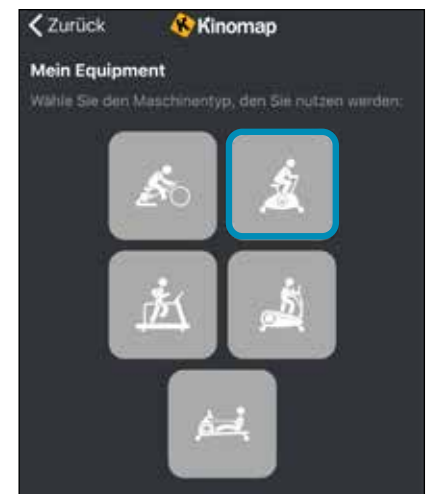 Zurück
Kinomap
Mein Equipment
Wähle Sie den Maschinentyp, den Sie nutzen werden: